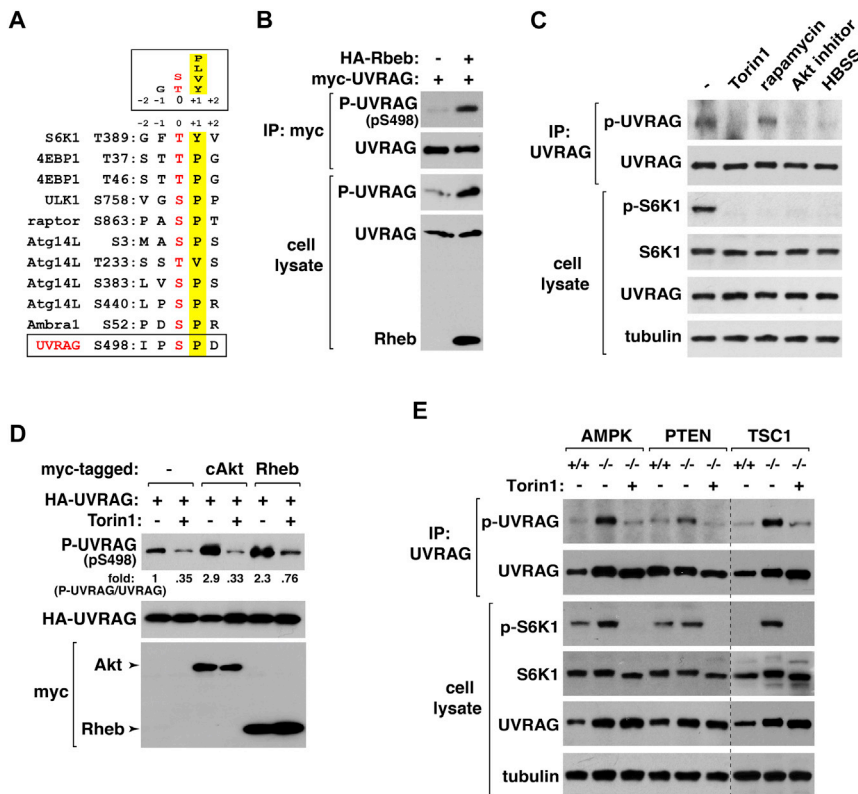 A
P
L
S V
G T Y
-2 -1 0 +1 +2
-2 -1 0 +1 +2
S6K1 T389: G F T Y V
4EBP1 T37: S T T P G
4EBP1 T46: S T T P G
ULK1 S758: V G S P P
raptor S863: P A S P T
Atg14L S3: M A S P S
Atg14L T233: S S T V S
Atg14L S383: L V S P S
Atg14L S440: L P S P R
Ambra1 S52: P D S P R
UVRAG S498: I P S P D
B
HA-Rbeb: - +
myc-UVRAG: + +
IP: myc
P-UVRAG
(pS498)
UVRAG
cell
lysate
P-UVRAG
UVRAG
Rheb
C
- Torin1 rapamycin Akt inhitor HBSS
IP:
UVRAG
p-UVRAG
UVRAG
cell
lysate
p-S6K1
S6K1
UVRAG
tubulin
D
myc-tagged: - cAkt Rheb
HA-UVRAG: + + + + + +
Torin1: - + - + - +
P-UVRAG
(pS498)
fold: 1 .35 2.9 .33 2.3 .76
(P-UVRAG/UVRAG)
HA-UVRAG
myc
Akt
Rheb
E
AMPK PTEN TSC1
+/+ -/- -/- +/+ -/- -/- +/+ -/- -/-
Torin1: - - + - - + - - +
IP:
UVRAG
p-UVRAG
UVRAG
cell
lysate
p-S6K1
S6K1
UVRAG
tubulin